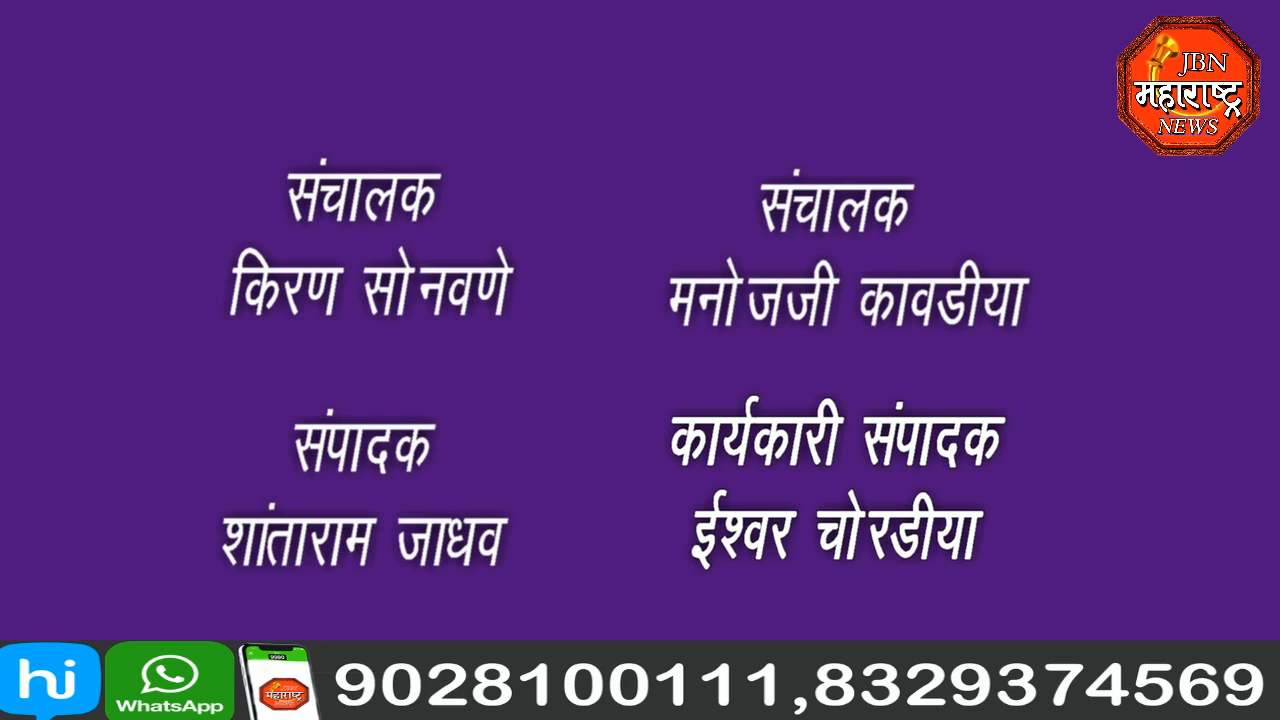 JBN
महाराष्ट्र
NEWS
संचालक
किरण सोनवणे
संचालक
मनोजजी कावडीया
संपादक
शांताराम जाधव
कार्यकारी संपादक
ईश्वर चोरडीया
hi
WhatsApp
महाराष्ट्र
9028100111,8329374569